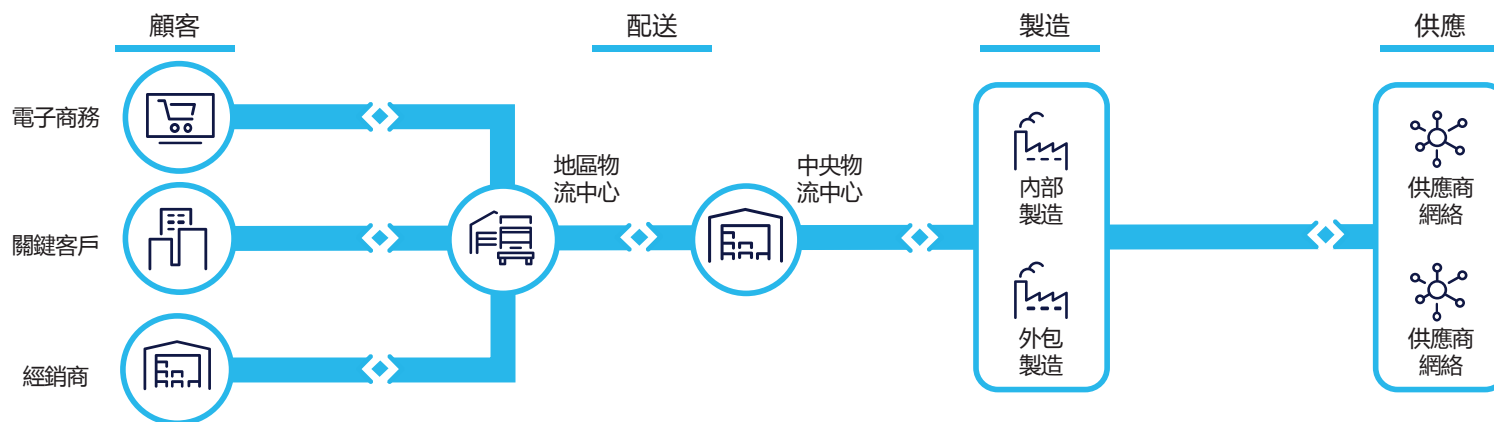 顧客
配送
製造
供應
電子商務
關鍵客戶
經銷商
地區物
流中心
中央物
流中心
內部
製造
外包
製造
供應商
網絡
供應商
網絡